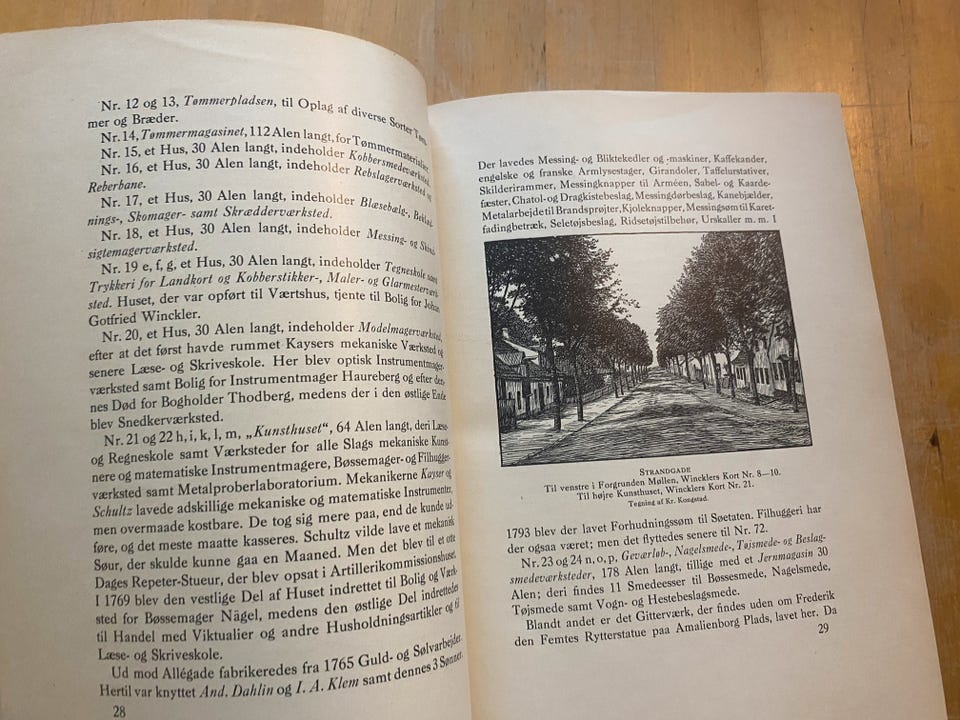 Nr. 12 og 13, Tømmerpladsen, til Oplag af diverse Sorter Tøm-
mer og Bræder.
Nr. 14, Tømmermagasinet, 112 Alen langt, for Tømmermaterialier.
Nr. 15, et Hus, 30 Alen langt, indeholder Kobbersmedeværksted.
Nr. 16, et Hus, 30 Alen langt, indeholder Rebslagerværksted og
Reberbane.
Nr. 17, et Hus, 30 Alen langt, indeholder Blæsebælg-,
nings-, Skomager- samt Skrædderværksted.
Nr. 18, et Hus, 30 Alen langt, indeholder Messing- og
sigtemagerværksted.
Nr. 19 e, f, g, et Hus, 30 Alen langt, indeholder Tegneskole samt
Trykkeri for Landkort og Kobberstikker-, Maler- og Glarmesterværk-
sted. Huset, der var opført til Værtshus, tjente til Bolig for Johan
Gotfried Winckler.
Nr. 20, et Hus, 30 Alen langt, indeholder Modelmagerværksted,
efter at det først havde rummet Kaysers mekaniske Værksted og
senere Læse- og Skriveskole. Her blev optisk Instrumentmager-
værksted samt Bolig for Instrumentmager Haureberg og efter den-
nes Død for Bogholder Thodberg, medens der i den østlige Ende
blev Snedkerværksted.
Nr. 21 og 22 h, i, k, l, m, „Kunsthuset“, 64 Alen langt, deri Læse-
og Regneskole samt Værksteder for alle Slags mekaniske Kunst-
nere og matematiske Instrumentmagere, Bøssemager- og Filhugger-
værksted samt Metalproberlaboratorium. Mekanikerne Kayser og
Schultz lavede adskillige mekaniske og matematiske Instrumenter,
men overmaade kostbare. De tog sig mere paa, end de kunde ud-
føre, og det meste maatte kasseres. Schultz vilde lave et mekanisk
Søur, der skulde kunne gaa en Maaned. Men det blev til et otte
Dages Repeter-Stueur, der blev opsat i Artillerikommissionshuset.
I 1769 blev den vestlige Del af Huset indrettet til Bolig og Værk-
sted for Bøssemager Nägel, medens den østlige Del indrettedes
til Handel med Viktualier og andre Husholdningsartikler og til
Læse- og Skriveskole.
Ud mod Allégade fabrikeredes fra 1765 Guld- og Sølvarbejder.
Hertil var knyttet And. Dahlin og I. A. Klem samt dennes 3 Sønner.
28
Der lavedes Messing- og Bliktekedler og -maskiner, Kaffekander,
engelske og franske Armlysestager, Girandoler, Taffelurstativer,
Skilderirammer, Messingknapper til Arméen, Sabel- og Kaarde-
fæster, Chatol- og Dragkistebeslag, Messingdørbeslag, Kanebjælder,
Metalarbejde til Brandsprøjter, Kjoleknapper, Messingsøm til Karet-
fadingbetræk, Seletøjsbeslag, Ridsetøjstilbehør, Urskaller m. m. I
STRANDGADE
Til venstre i Forgrunden Møllen, Wincklers Kort Nr. 8—10.
Til højre Kunsthuset, Wincklers Kort Nr. 21.
Tegning af Kr. Kongstad.
1793 blev der lavet Forhudningssøm til Søetaten. Filhuggeri har
der ogsaa været; men det flyttedes senere til Nr. 72.
Nr. 23 og 24 n, o, p, Geværløb-, Nagelsmede-, Tøjsmede- og Beslag-
smedeværksteder, 178 Alen langt, tillige med et Jernmagasin 30
Alen; deri findes 11 Smedeesser til Bøssesmede, Nagelsmede,
Tøjsmede samt Vogn- og Hestebeslagsmede.
Blandt andet er det Gitterværk, der findes uden om Frederik
den Femtes Rytterstatue paa Amalienborg Plads, lavet her. Da
29